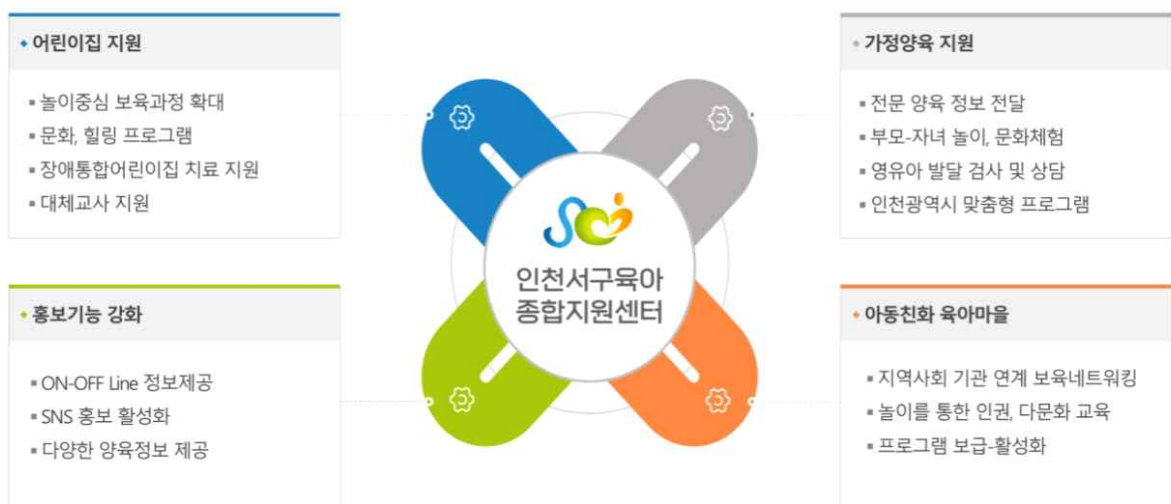 어린이집 지원
▪ 놀이중심 보육과정 확대
▪ 문화, 힐링 프로그램
▪ 장애통합어린이집 치료 지원
▪ 대체교사 지원
가정양육 지원
▪ 전문 양육 정보 전달
▪ 부모-자녀 놀이, 문화체험
▪ 영유아 발달 검사 및 상담
▪ 인천광역시 맞춤형 프로그램
인천서구육아
종합지원센터
홍보기능 강화
▪ ON-OFF Line 정보제공
▪ SNS 홍보 활성화
▪ 다양한 양육정보 제공
아동친화 육아마을
▪ 지역사회 기관 연계 보육네트워킹
▪ 놀이를 통한 인권, 다문화 교육
▪ 프로그램 보급-활성화